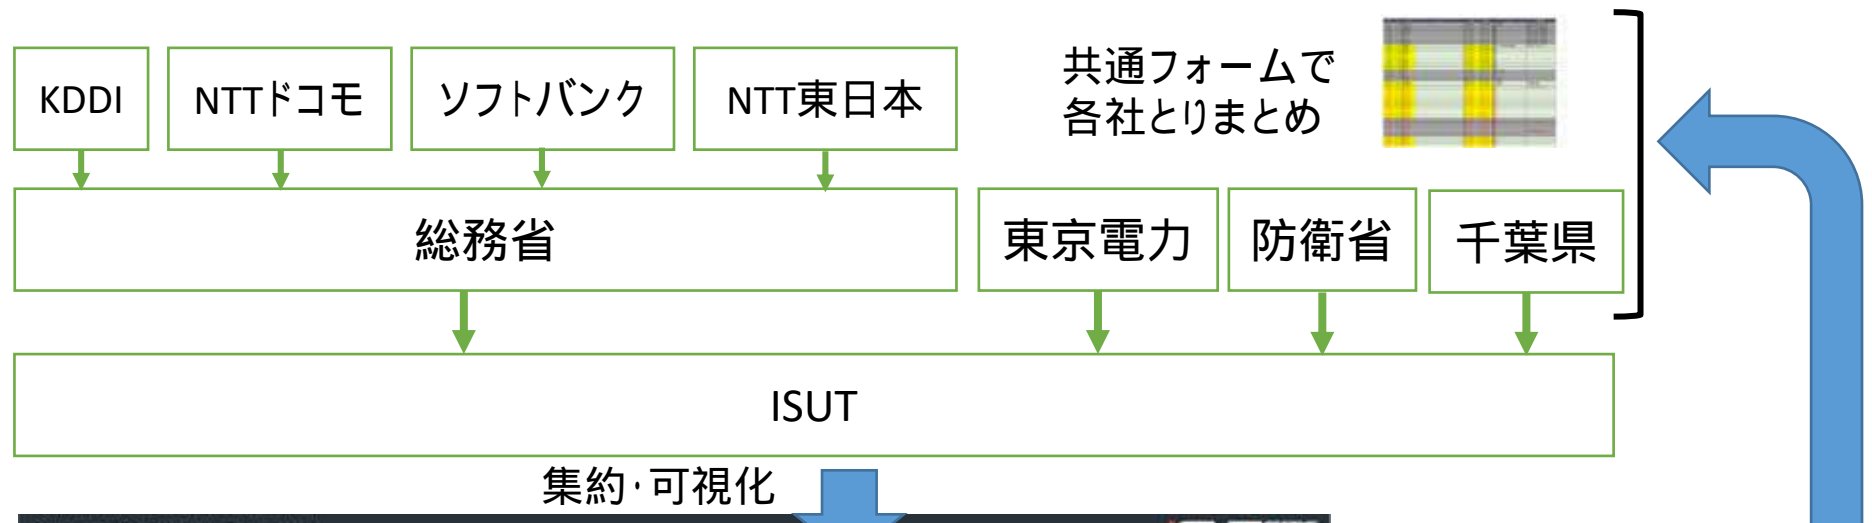 KDDI
NTTドコモ
ソフトバンク
NTT東日本
共通フォームで
各社とりまとめ
総務省
東京電力
防衛省
千葉県
ISUT
集約・可視化